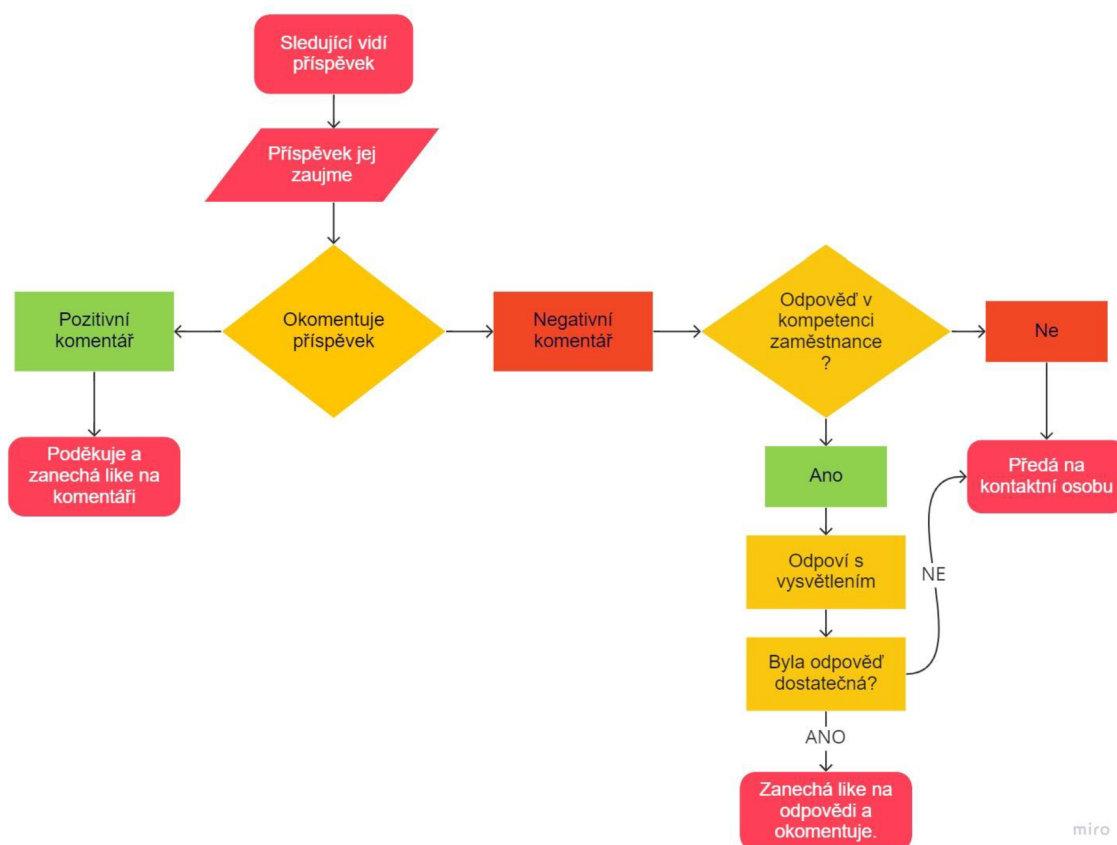 Sledující vidí
příspěvek
Příspěvek jej
zaujme
Pozitivní
komentář
Okomentuje
příspěvek
Negativní
komentář
Odpověď v
kompetenci
zaměstnance
?
Ne
Poděkuje a
zanechá like na
komentáři
Ano
Předá na
kontaktní osobu
Odpoví s
vysvětlením
NE
Byla odpověď
dostatečná?
ANO
Zanechá like na
odpovědi a
okomentuje.
miro